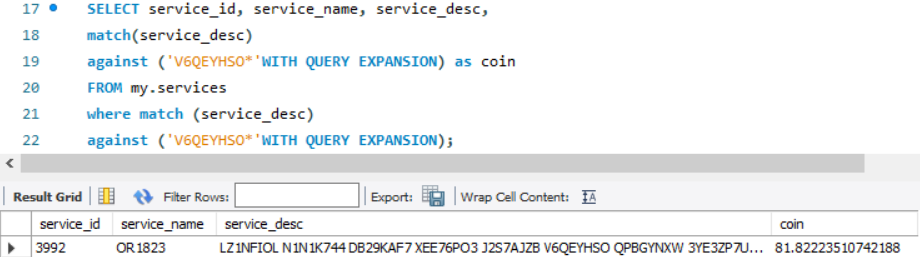 17 SELECT service_id, service_name, service_desc,
18 match(service_desc)
19 against ('V6QEYHSO*'WITH QUERY EXPANSION) as coin
20 FROM my.services
21 where match (service_desc)
22 against ('V6QEYHSO*'WITH QUERY EXPANSION);
Result Grid Filter Rows: Export: Wrap Cell Content: IA
service_id service_name service_desc coin
3992 OR1823 LZ1NFIOL N1N1K744 DB29KAF7 XEE76PO3 J2S7AJZB V6QEYHSO QPBGYNXW 3YE3ZP7U... 81.82223510742188